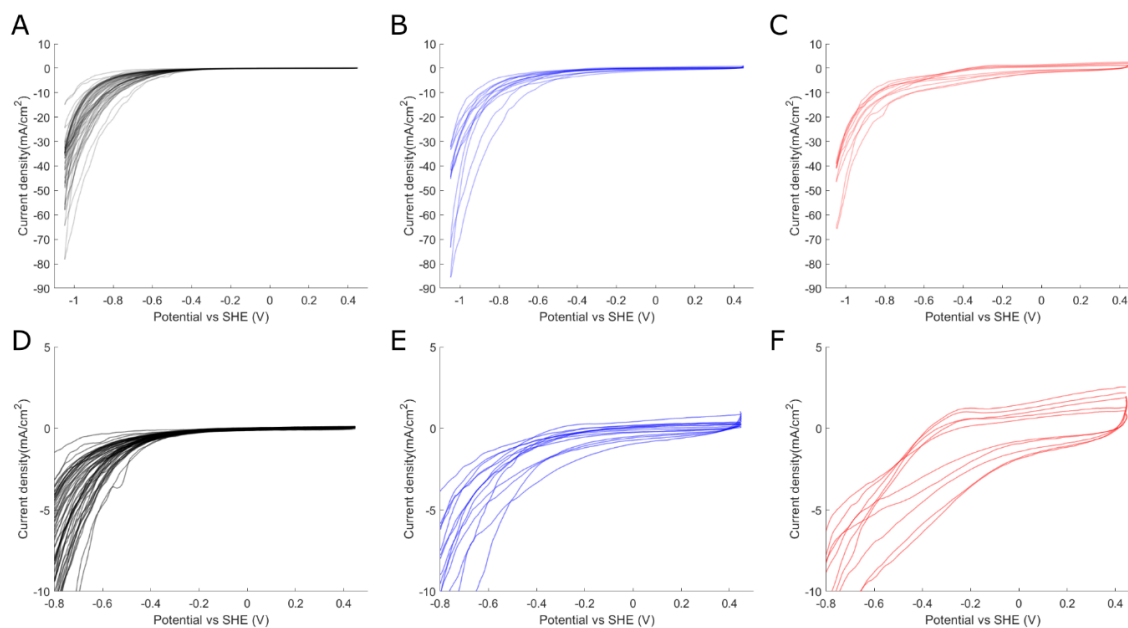 A
B
C
10
0
-10
-20
-30
-40
-50
-60
-70
-80
-90
-1 -0.8 -0.6 -0.4 -0.2 0 0.2 0.4
Current density(mA/cm²)
Potential vs SHE (V)
10
0
-10
-20
-30
-40
-50
-60
-70
-80
-90
-1 -0.8 -0.6 -0.4 -0.2 0 0.2 0.4
Current density(mA/cm²)
Potential vs SHE (V)
10
0
-10
-20
-30
-40
-50
-60
-70
-80
-90
-1 -0.8 -0.6 -0.4 -0.2 0 0.2 0.4
Current density(mA/cm²)
Potential vs SHE (V)
D
E
F
5
0
-5
-10
-0.8 -0.6 -0.4 -0.2 0 0.2 0.4
Current density(mA/cm²)
Potential vs SHE (V)
5
0
-5
-10
-0.8 -0.6 -0.4 -0.2 0 0.2 0.4
Current density(mA/cm²)
Potential vs SHE (V)
5
0
-5
-10
-0.8 -0.6 -0.4 -0.2 0 0.2 0.4
Current density(mA/cm²)
Potential vs SHE (V)